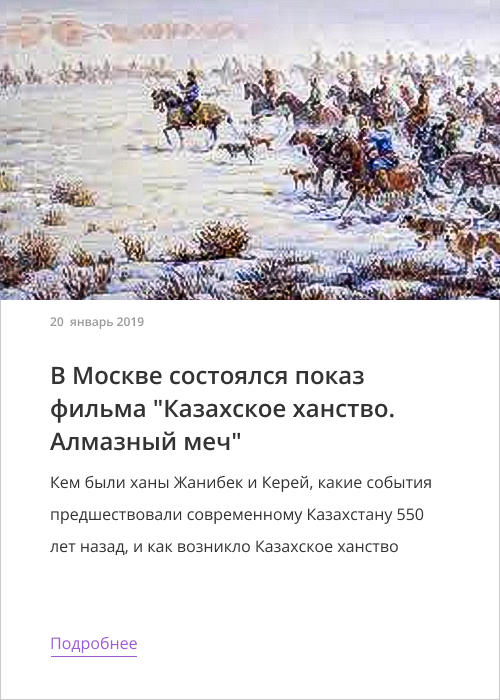 20 январь 2019
В Москве состоялся показ
фильма "Казахское ханство.
Алмазный меч"
Кем были ханы Жанибек и Керей, какие события
предшествовали современному Казахстану 550
лет назад, и как возникло Казахское ханство
Подробнее